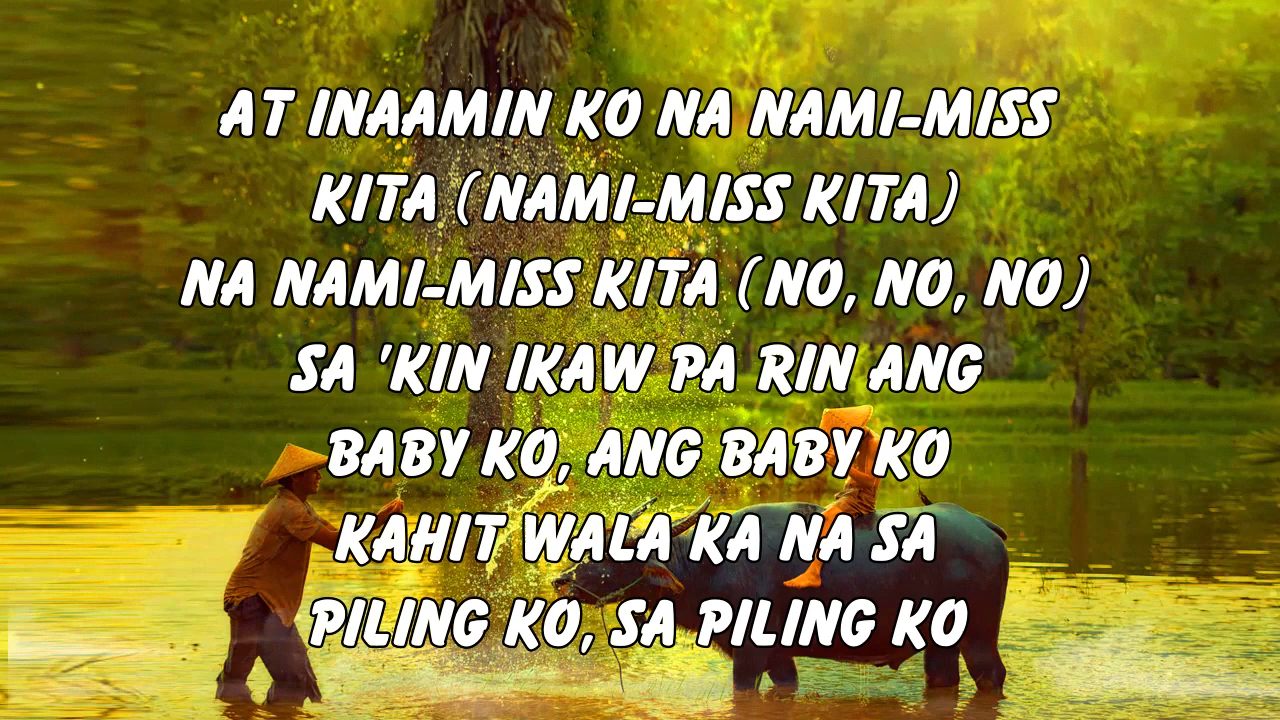 AT INAAMIN KO NA NAMI-MISS
KITA (NAMI-MISS KITA)
NA NAMI-MISS KITA (NO, NO, NO)
SA 'KIN IKAW PA RIN ANG
BABY KO, ANG BABY KO
KAHIT WALA KA NA SA
PILING KO, SA PILING KO